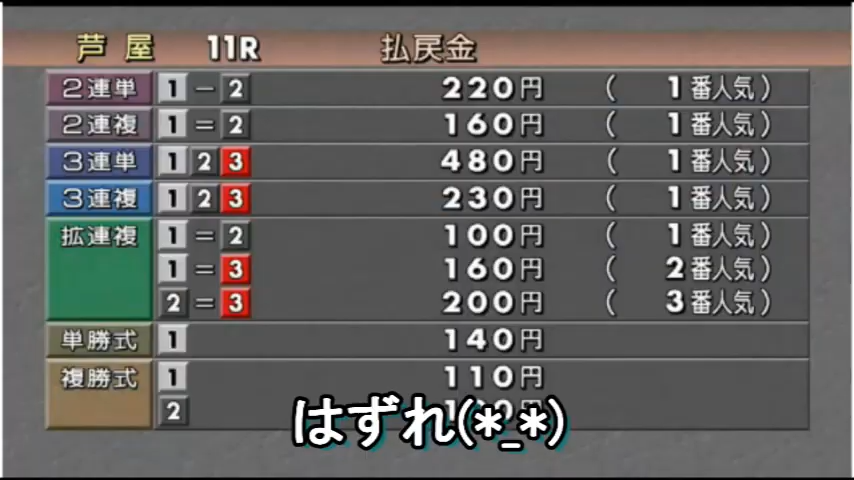 芦屋 11R 払戻金
2連単 1 - 2 220円 ( 1番人気 )
2連複 1 = 2 160円 ( 1番人気 )
3連単 1 2 3 480円 ( 1番人気 )
3連複 1 2 3 230円 ( 1番人気 )
拡連複 1 = 2 100円 ( 1番人気 )
1 = 3 160円 ( 2番人気 )
2 = 3 200円 ( 3番人気 )
単勝式 1 140円
複勝式 1 110円
2
はずれ(*_*)